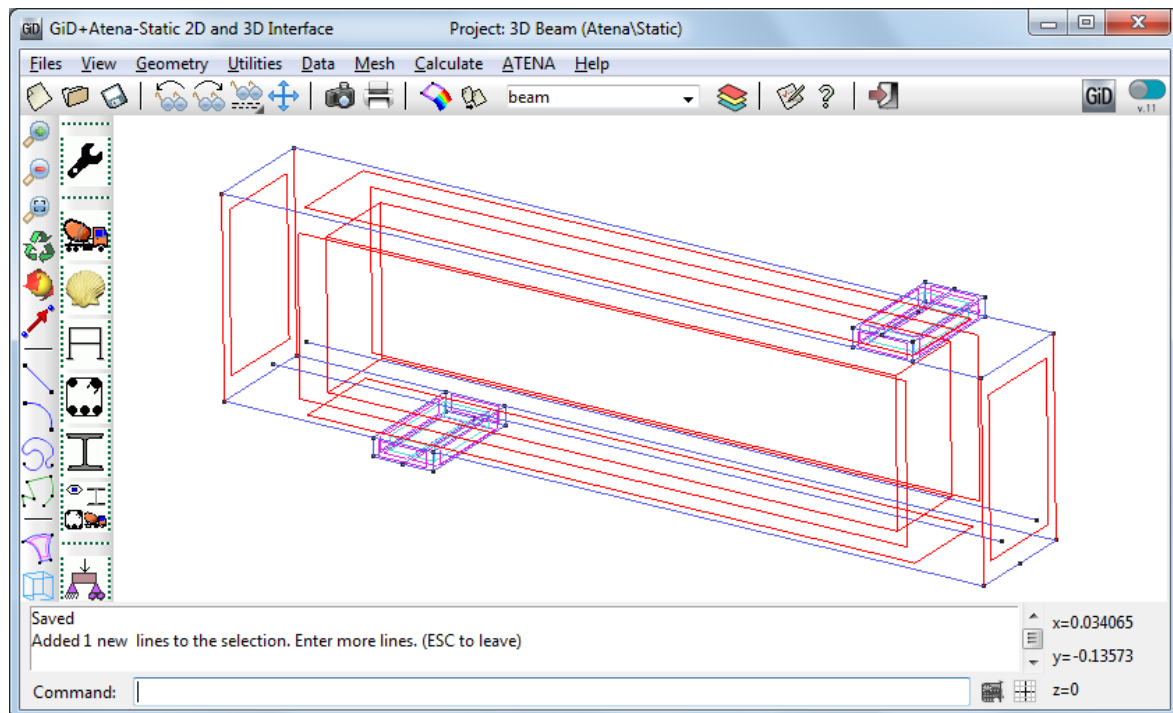 GiD GiD+Atena-Static 2D and 3D Interface Project: 3D Beam (Atena\Static)
Files View Geometry Utilities Data Mesh Calculate ATENA Help
beam GiD
v.11
Saved
Added 1 new lines to the selection. Enter more lines. (ESC to leave)
x=0.034065
y=-0.13573
Command: z=0